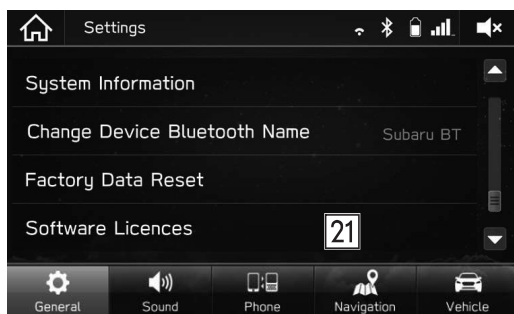 Settings
System Information
Change Device Bluetooth Name Subaru BT
Factory Data Reset
Software Licences 21
General Sound Phone Navigation Vehicle